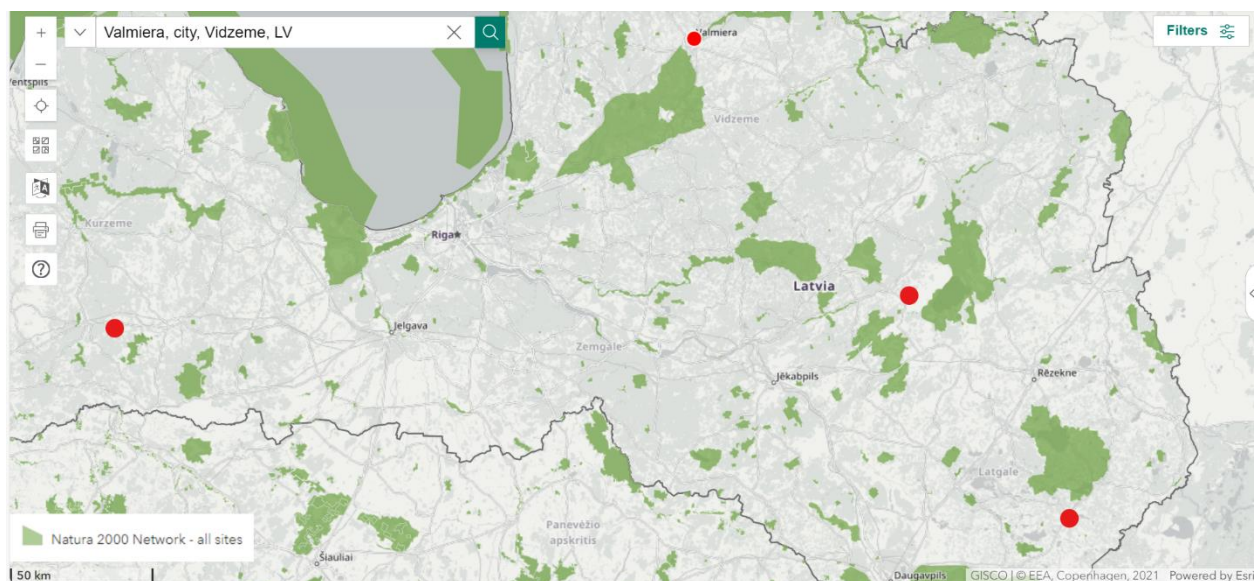 Valmiera, city, Vidzeme, LV
Filters
Valmiera
Ventspils
Vidzeme
Kurzeme
Riga
Latvia
Jelgava
Zemgale
Jēkabpils
Rēzekne
Latgale
Natura 2000 Network - all sites
Panevėžio
apskritis
Šiauliai
50 km
Daugavpils
GISCO | © EEA, Copenhagen, 2021 Powered by Esri